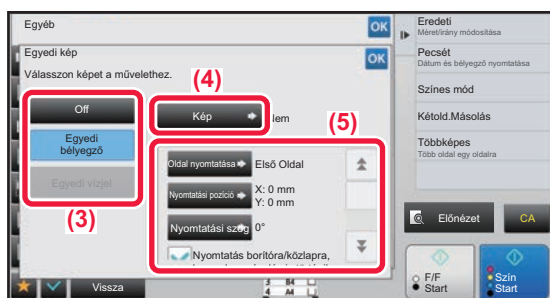 Egyéb
OK
Egyedi kép
OK
Válasszon képet a művelethez.
(4)
Off
Kép
(5)
Egyedi
bélyegző
Egyedi vízjel
(3)
Oldal nyomtatása
Első Oldal
Nyomtatási pozíció
X: 0 mm
Y: 0 mm
Nyomtatási szög
0°
Nyomtatás borítóra/közlapra,
Vissza
B4
A4
Eredeti
Méret/irány módosítása
Pecsét
Dátum és bélyegző nyomtatása
Színes mód
Kétold.Másolás
Többképes
Több oldal egy oldalra
Előnézet
CA
F/F
Start
Szín
Start